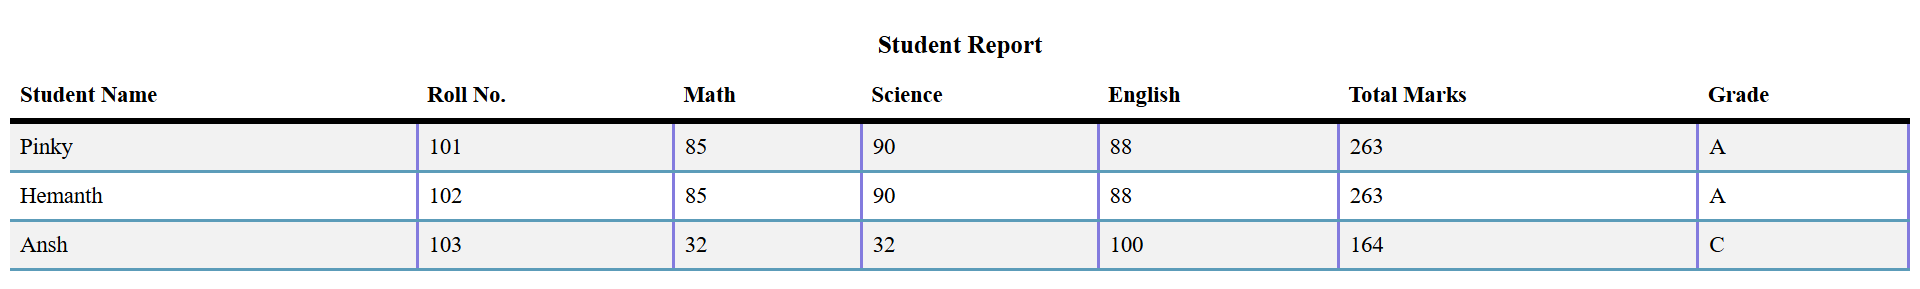 Student Report
Student Name Roll No. Math Science English Total Marks Grade
Pinky 101 85 90 88 263 A
Hemanth 102 85 90 88 263 A
Ansh 103 32 32 100 164 C